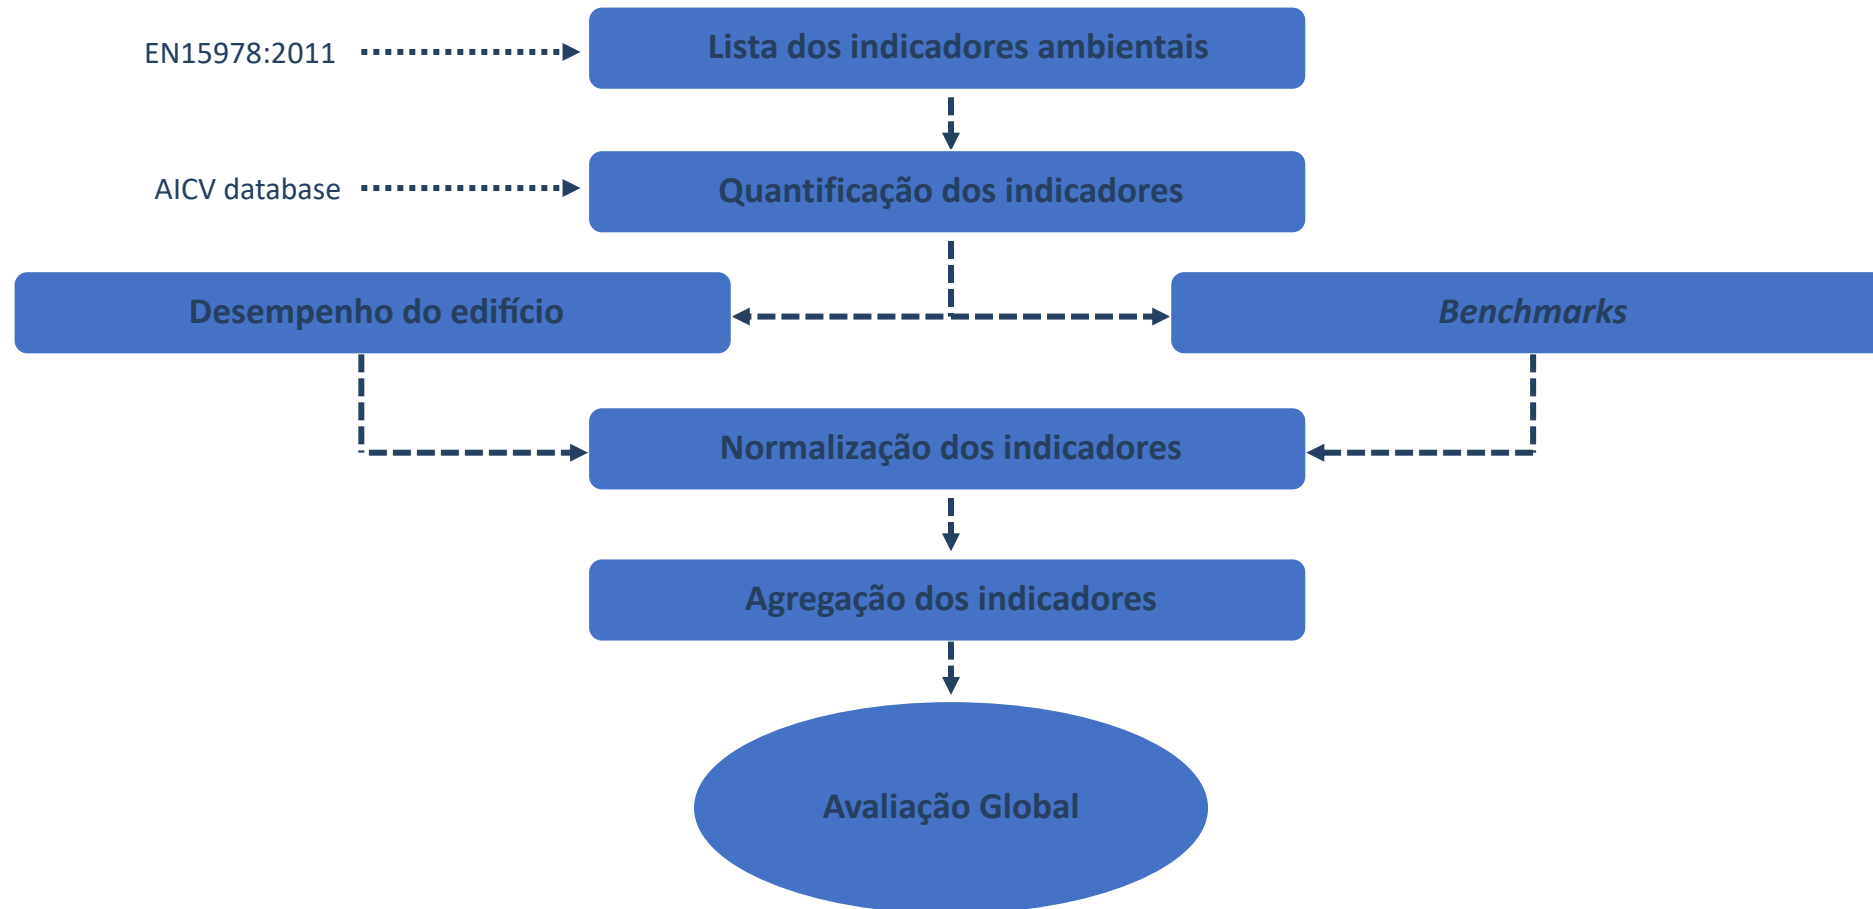 EN15978:2011
Lista dos indicadores ambientais
AICV database
Quantificação dos indicadores
Desempenho do edifício
Benchmarks
Normalização dos indicadores
Agregação dos indicadores
Avaliação Global